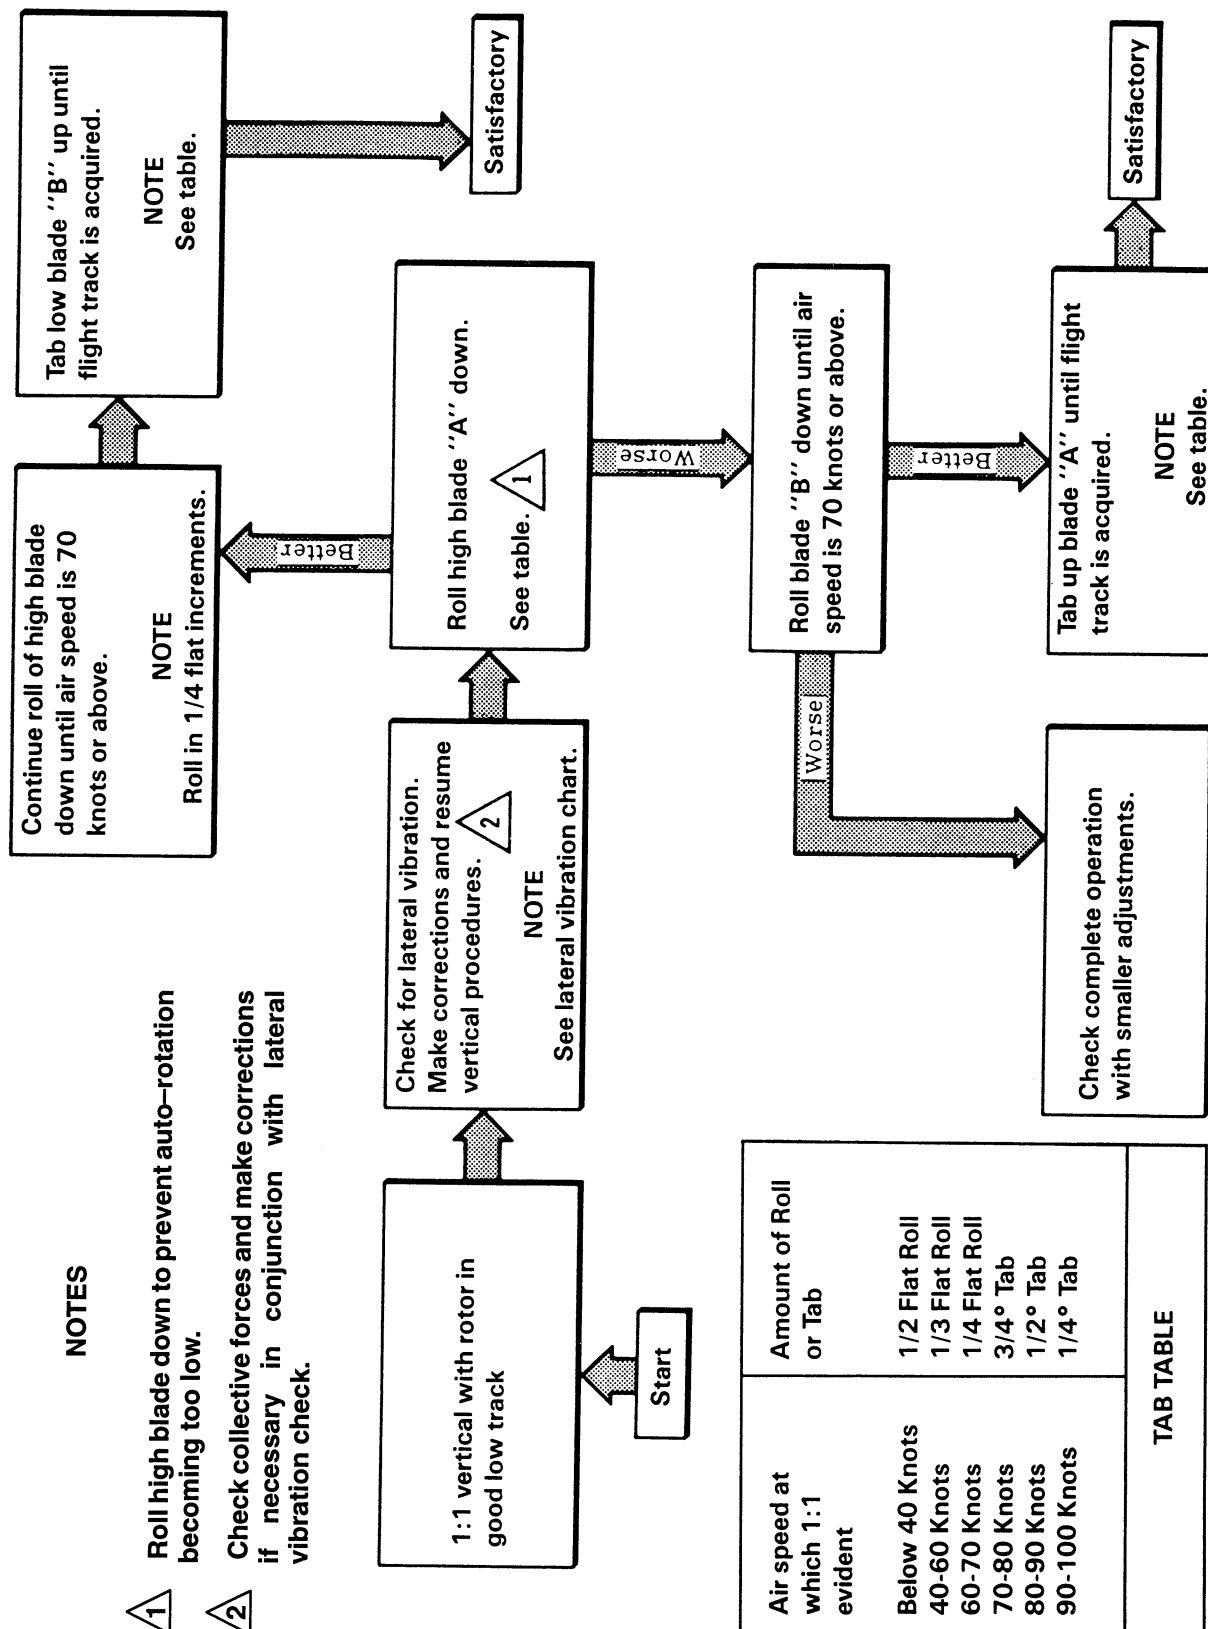 NOTES
1
Roll high blade down to prevent auto–rotation
becoming too low.
2
Check collective forces and make corrections
if necessary in conjunction with lateral
vibration check.
Start
1:1 vertical with rotor in
good low track
Check for lateral vibration.
Make corrections and resume
vertical procedures.
2
NOTE
See lateral vibration chart.
Roll high blade "A" down.
See table.
1
Better
Continue roll of high blade
down until air speed is 70
knots or above.
NOTE
Roll in 1/4 flat increments.
Tab low blade "B" up until
flight track is acquired.
NOTE
See table.
Satisfactory
Worse
Roll blade "B" down until air
speed is 70 knots or above.
Better
Tab up blade "A" until flight
track is acquired.
NOTE
See table.
Satisfactory
Worse
Check complete operation
with smaller adjustments.
Air speed at
which 1:1
evident
Amount of Roll
or Tab
Below 40 Knots 1/2 Flat Roll
40-60 Knots 1/3 Flat Roll
60-70 Knots 1/4 Flat Roll
70-80 Knots 3/4° Tab
80-90 Knots 1/2° Tab
90-100 Knots 1/4° Tab
TAB TABLE